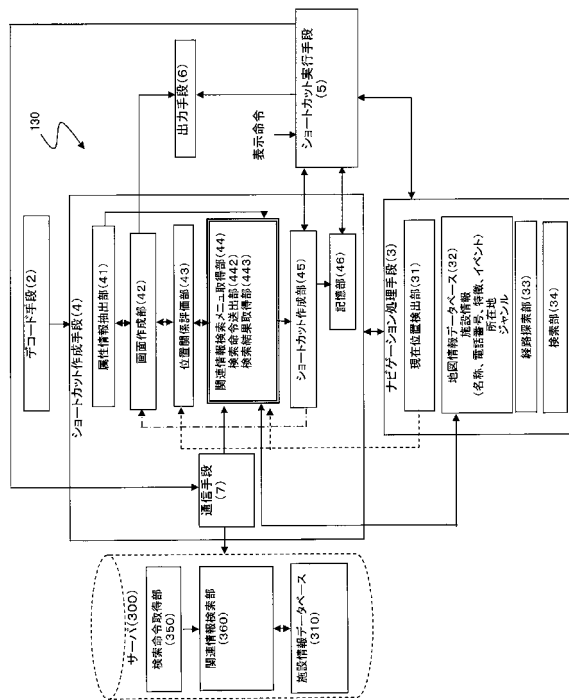 130
デコード手段(2)
ショートカット作成手段(4)
属性情報抽出部(41)
画面作成部(42)
位置関係評価部(43)
関連情報検索メニュ取得部(44)
検索命令送出部(442)
検索結果取得部(443)
ショートカット作成部(45)
記憶部(46)
出力手段(6)
表示命令
ショートカット実行手段
(5)
ナビゲーション処理手段(3)
現在位置検出部(31)
地図情報データベース(32)
施設情報
(名称、電話番号、特徴、イベント)
所在地
ジャンル
経路探索部(33)
検索部(34)
通信手段
(7)
サーバ(300)
検索命令取得部
(350)
関連情報検索部
(360)
施設情報データベース
(310)